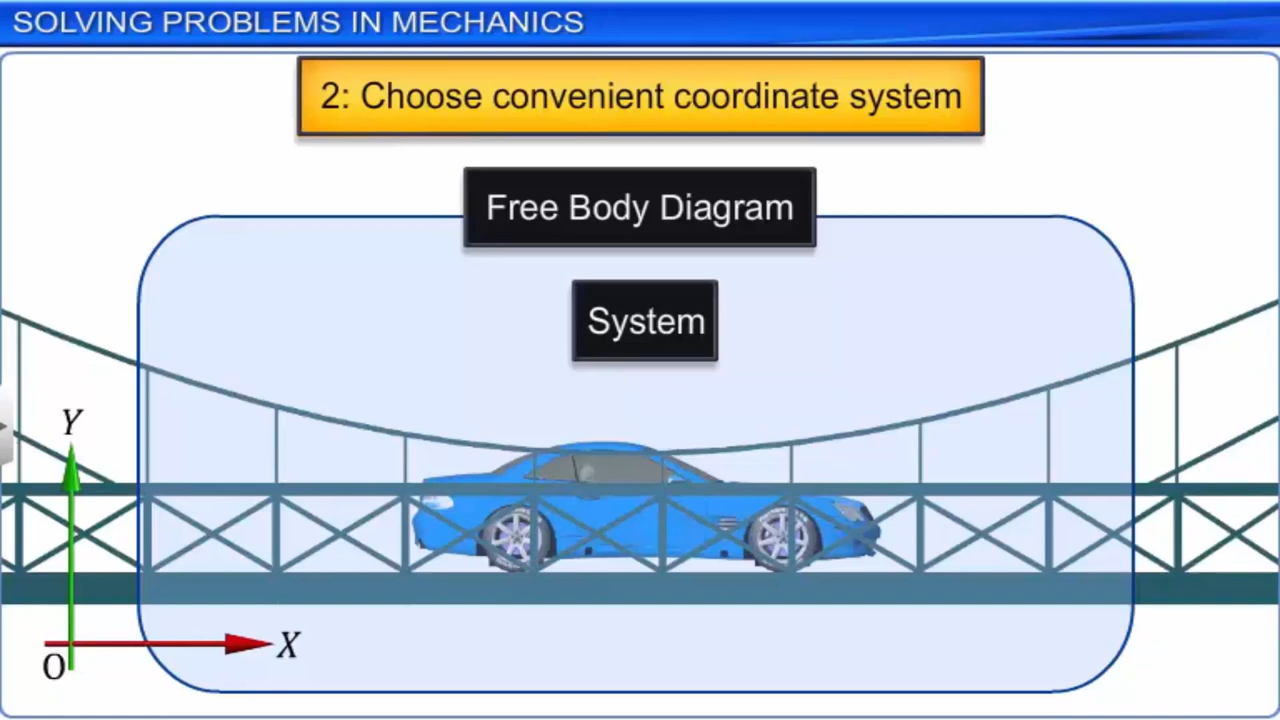 SOLVING PROBLEMS IN MECHANICS
2: Choose convenient coordinate system
Free Body Diagram
System
Y
X
O